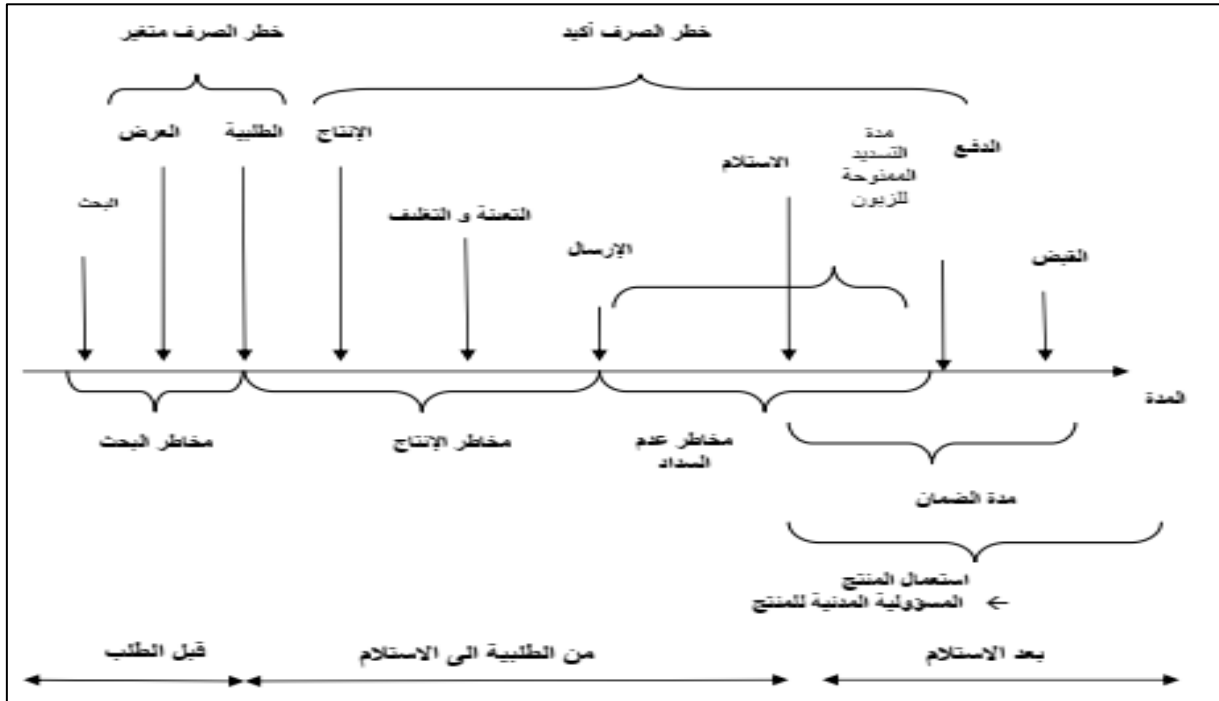 خطر الصرف أكيد
خطر الصرف متغير
العرض
الطلبية
الإنتاج
البحث
التعبئة و التغليف
الإرسال
الاستلام
مدة
التسديد
الممنوحة
للزبون
الدفع
القبض
المدة
مخاطر البحث
مخاطر الإنتاج
مخاطر عدم
السداد
مدة الضمان
استعمال المنتج
← المسؤولية المدنية للمنتج
قبل الطلب
من الطلبية الى الاستلام
بعد الاستلام